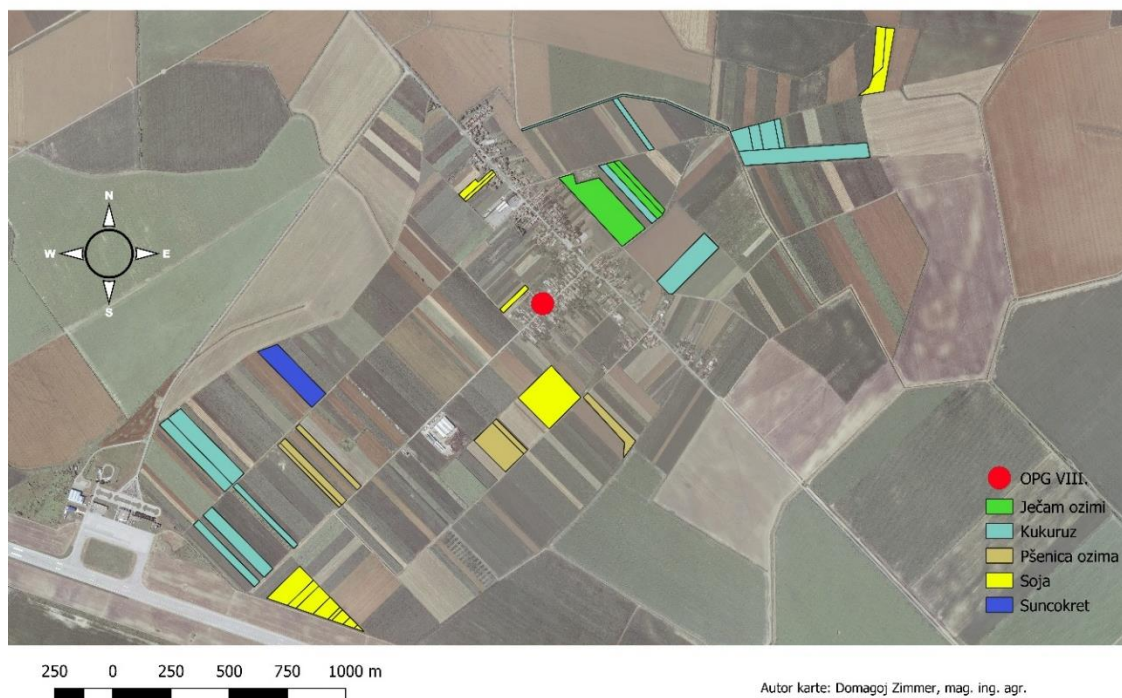 N
W E
S
OPG VIII.
Ječam ozimi
Kukuruz
Pšenica ozima
Soja
Suncokret
250 0 250 500 750 1000 m
Autor karte: Domagoj Zimmer, mag. ing. agr.